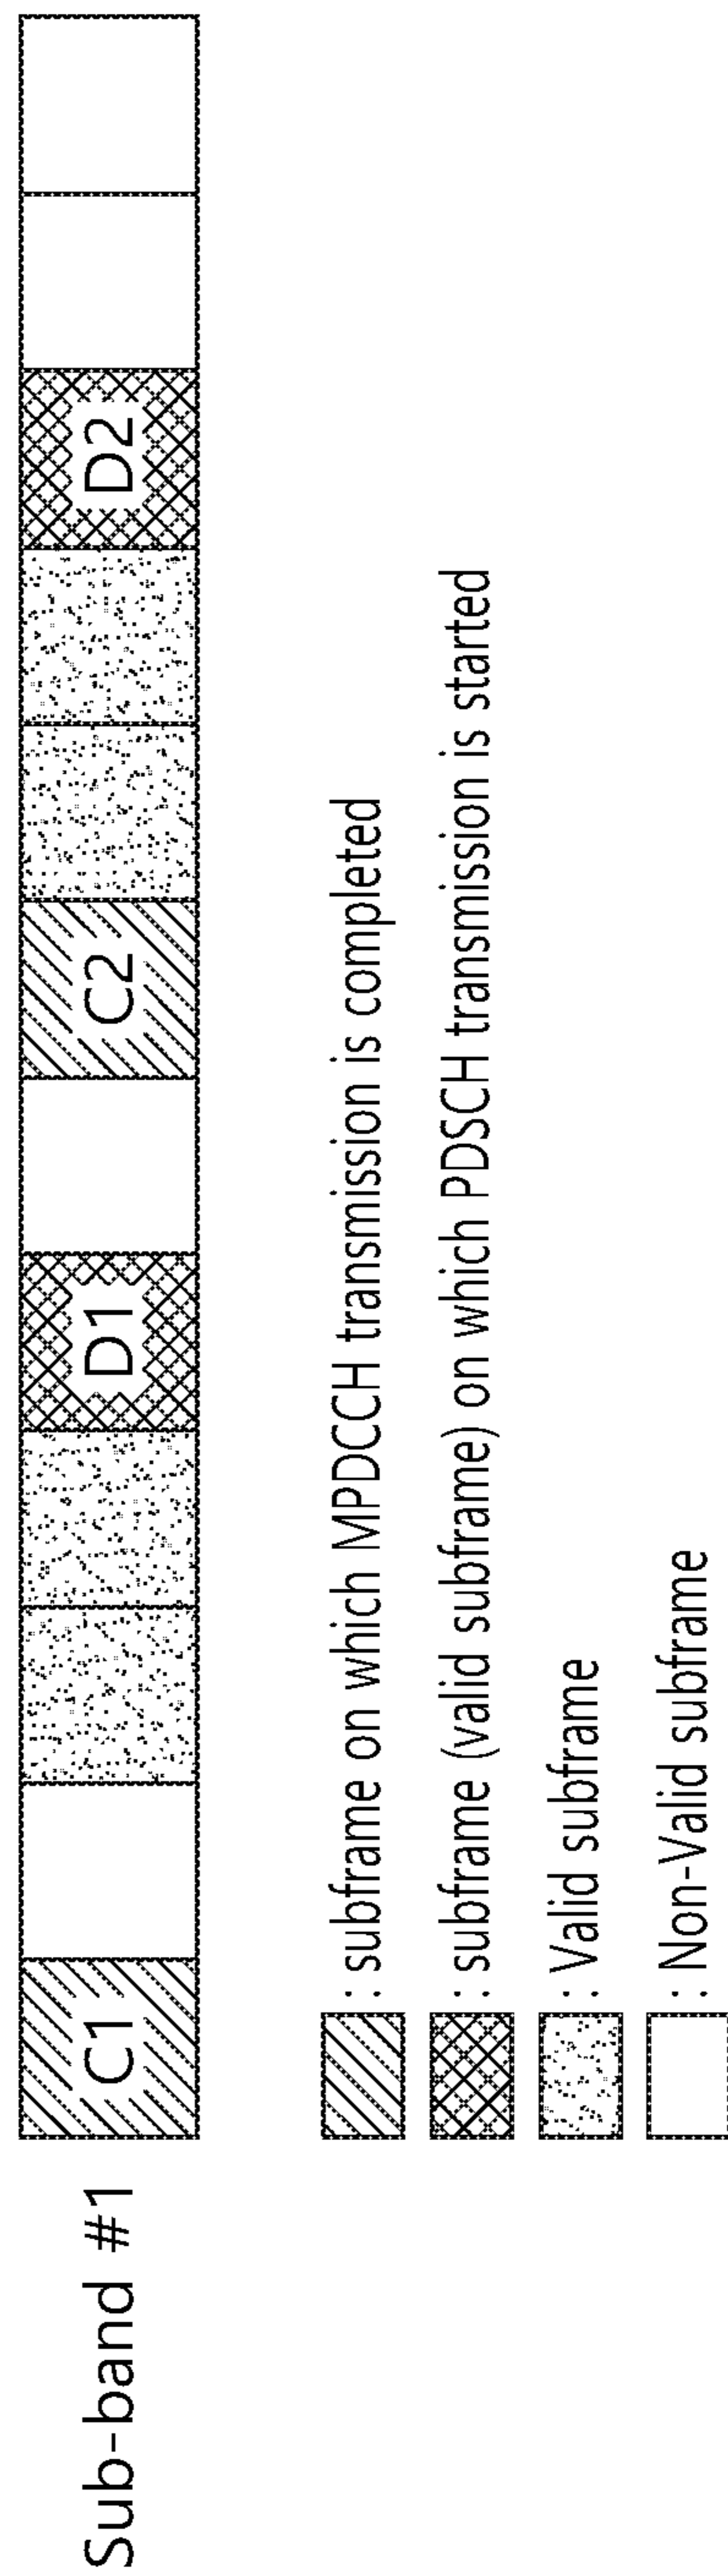 Sub-band #1
C1
D1
C2
D2
: subframe on which MPDCCH transmission is completed
: subframe (valid subframe) on which PDSCH transmission is started
: Valid subframe
: Non-Valid subframe